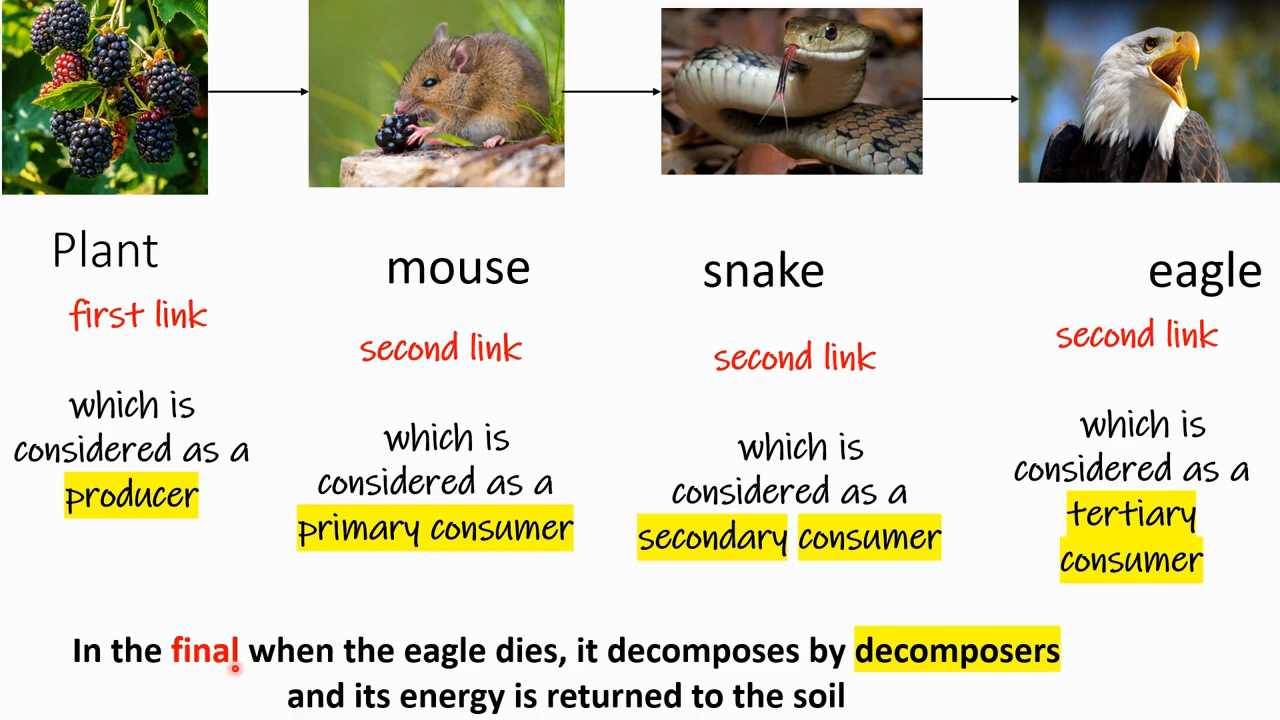 Plant
first link
which is
considered as a
producer
mouse
second link
which is
considered as a
primary consumer
snake
second link
which is
considered as a
secondary consumer
eagle
second link
which is
considered as a
tertiary
consumer
In the final when the eagle dies, it decomposes by decomposers
and its energy is returned to the soil